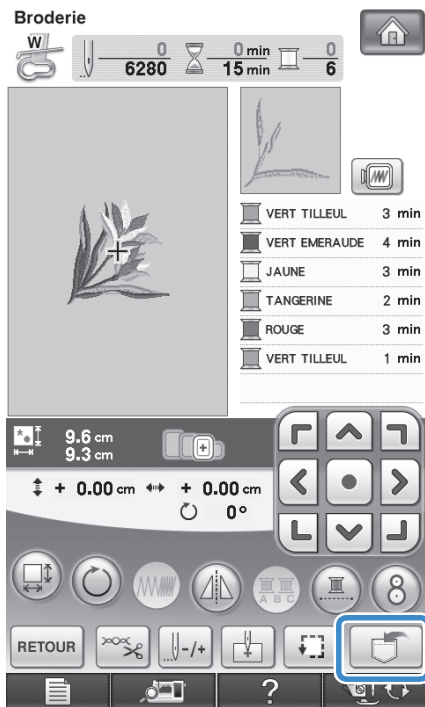 Broderie
W
0 0 min 0
6280 15 min 6
VERT TILLEUL 3 min
VERT EMERAUDE 4 min
JAUNE 3 min
TANGERINE 2 min
ROUGE 3 min
VERT TILLEUL 1 min
9.6 cm
9.3 cm
+ 0.00 cm + 0.00 cm
0°
A B C
8
RETOUR
-/+
?